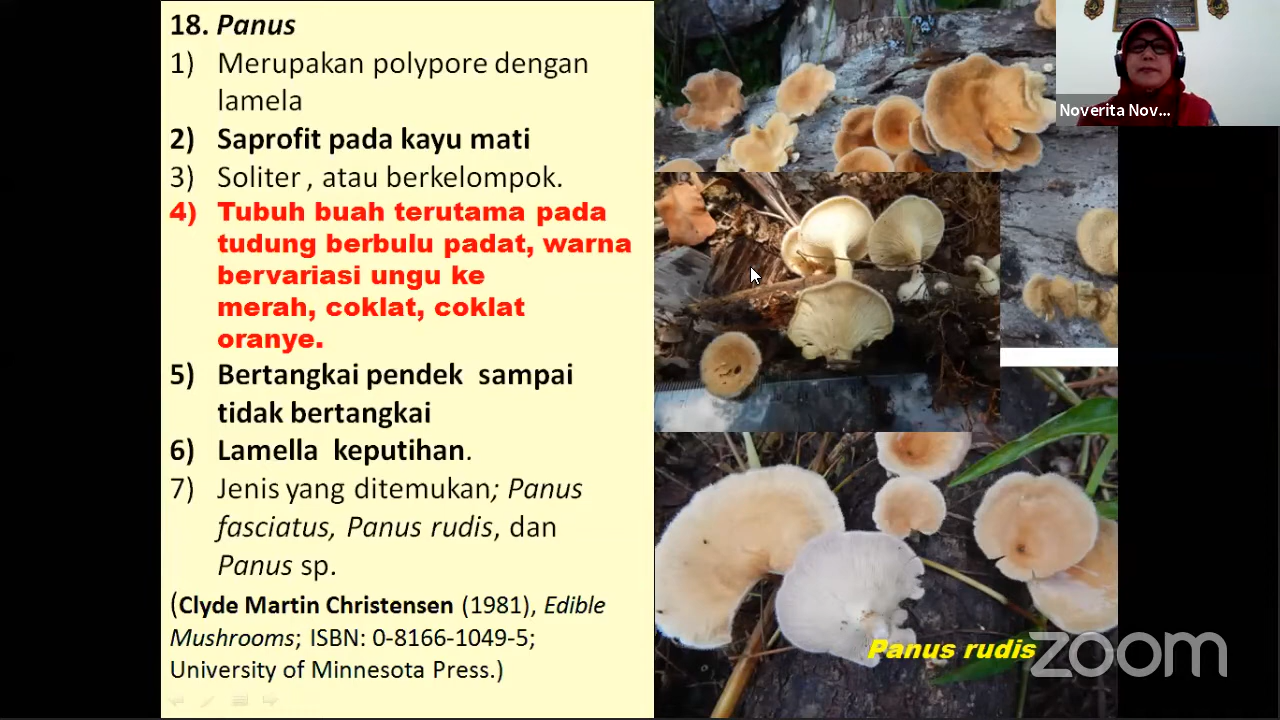 18. Panus
1) Merupakan polypore dengan
lamela
2) Saprofit pada kayu mati
3) Soliter , atau berkelompok.
4) Tubuh buah terutama pada
tudung berbulu padat, warna
bervariasi ungu ke
merah, coklat, coklat
oranye.
5) Bertangkai pendek sampai
tidak bertangkai
6) Lamella keputihan.
7) Jenis yang ditemukan; Panus
fasciatus, Panus rudis, dan
Panus sp.
(Clyde Martin Christensen (1981), Edible
Mushrooms; ISBN: 0-8166-1049-5;
University of Minnesota Press.)
Noverita Nov...
Panus rudis
zoom